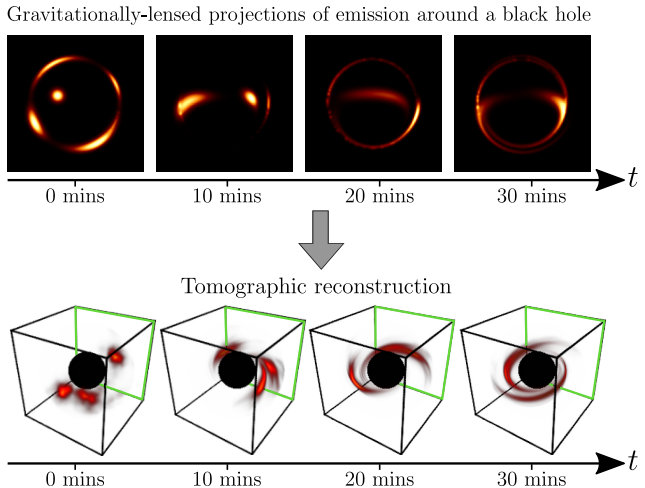 Gravitationally-lensed projections of emission around a black hole
t
0 mins 10 mins 20 mins 30 mins
Tomographic reconstruction
t
0 mins 10 mins 20 mins 30 mins